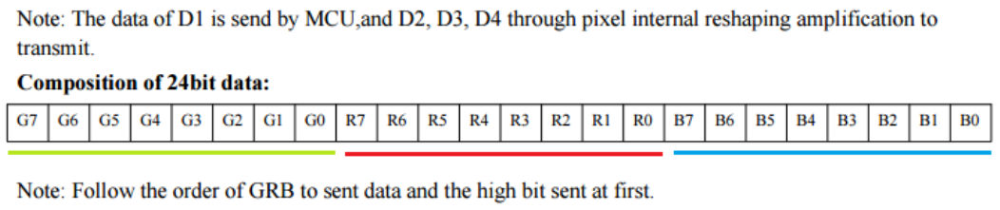 Note: The data of D1 is send by MCU,and D2, D3, D4 through pixel internal reshaping amplification to
transmit.
Composition of 24bit data:
G7 G6 G5 G4 G3 G2 G1 G0 R7 R6 R5 R4 R3 R2 R1 R0 B7 B6 B5 B4 B3 B2 B1 B0
Note: Follow the order of GRB to sent data and the high bit sent at first.